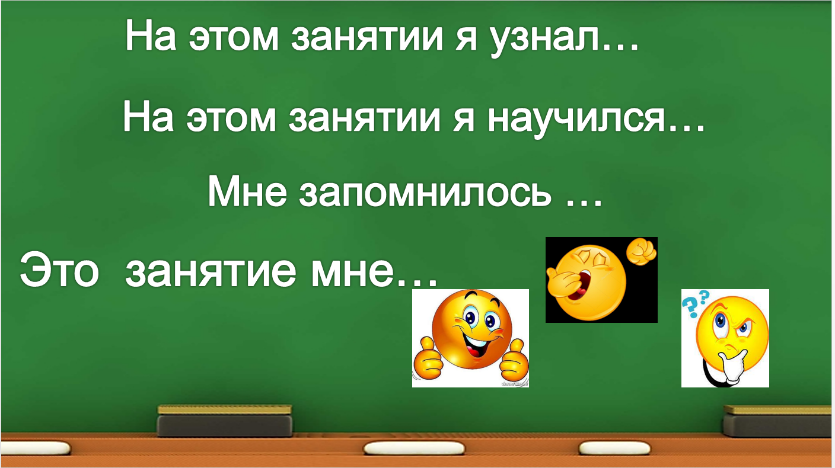 На этом занятии я узнал…
На этом занятии я научился…
Мне запомнилось …
Это занятие мне…
? ?